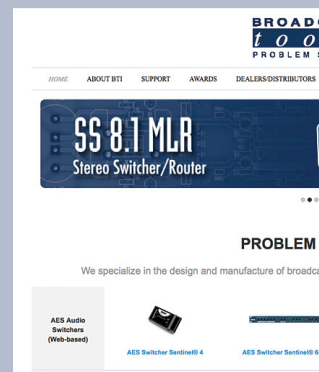 BROAD
t o o
PROBLEM S
HOME ABOUT BTI SUPPORT AWARDS DEALERS/DISTRIBUTORS
SS 8.1 MLR
Stereo Switcher/Router
PROBLEM
We specialize in the design and manufacture of broadca
AES Audio
Switchers
(Web-based)
AES Switcher Sentinel® 4 AES Switcher Sentinel® 6